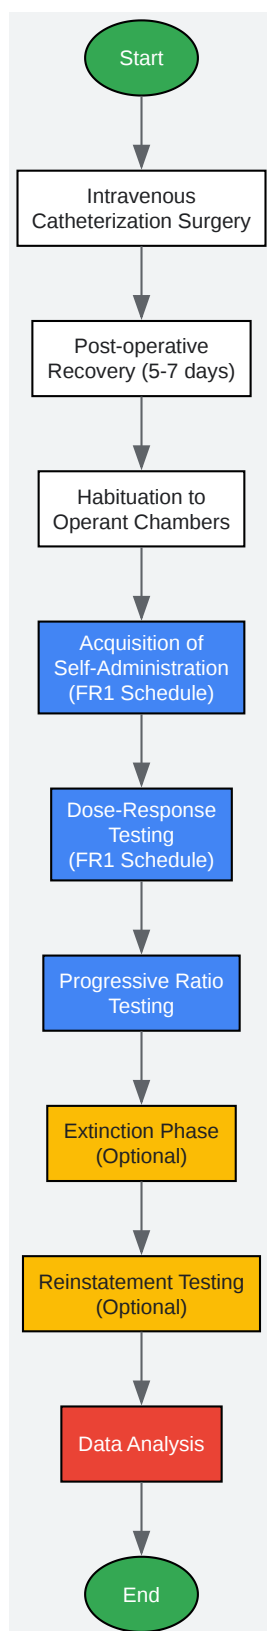 Start
Intravenous
Catheterization Surgery
Post-operative
Recovery (5-7 days)
Habituation to
Operant Chambers
Acquisition of
Self-Administration
(FR1 Schedule)
Dose-Response
Testing
(FR1 Schedule)
Progressive Ratio
Testing
Extinction Phase
(Optional)
Reinstatement Testing
(Optional)
Data Analysis
End